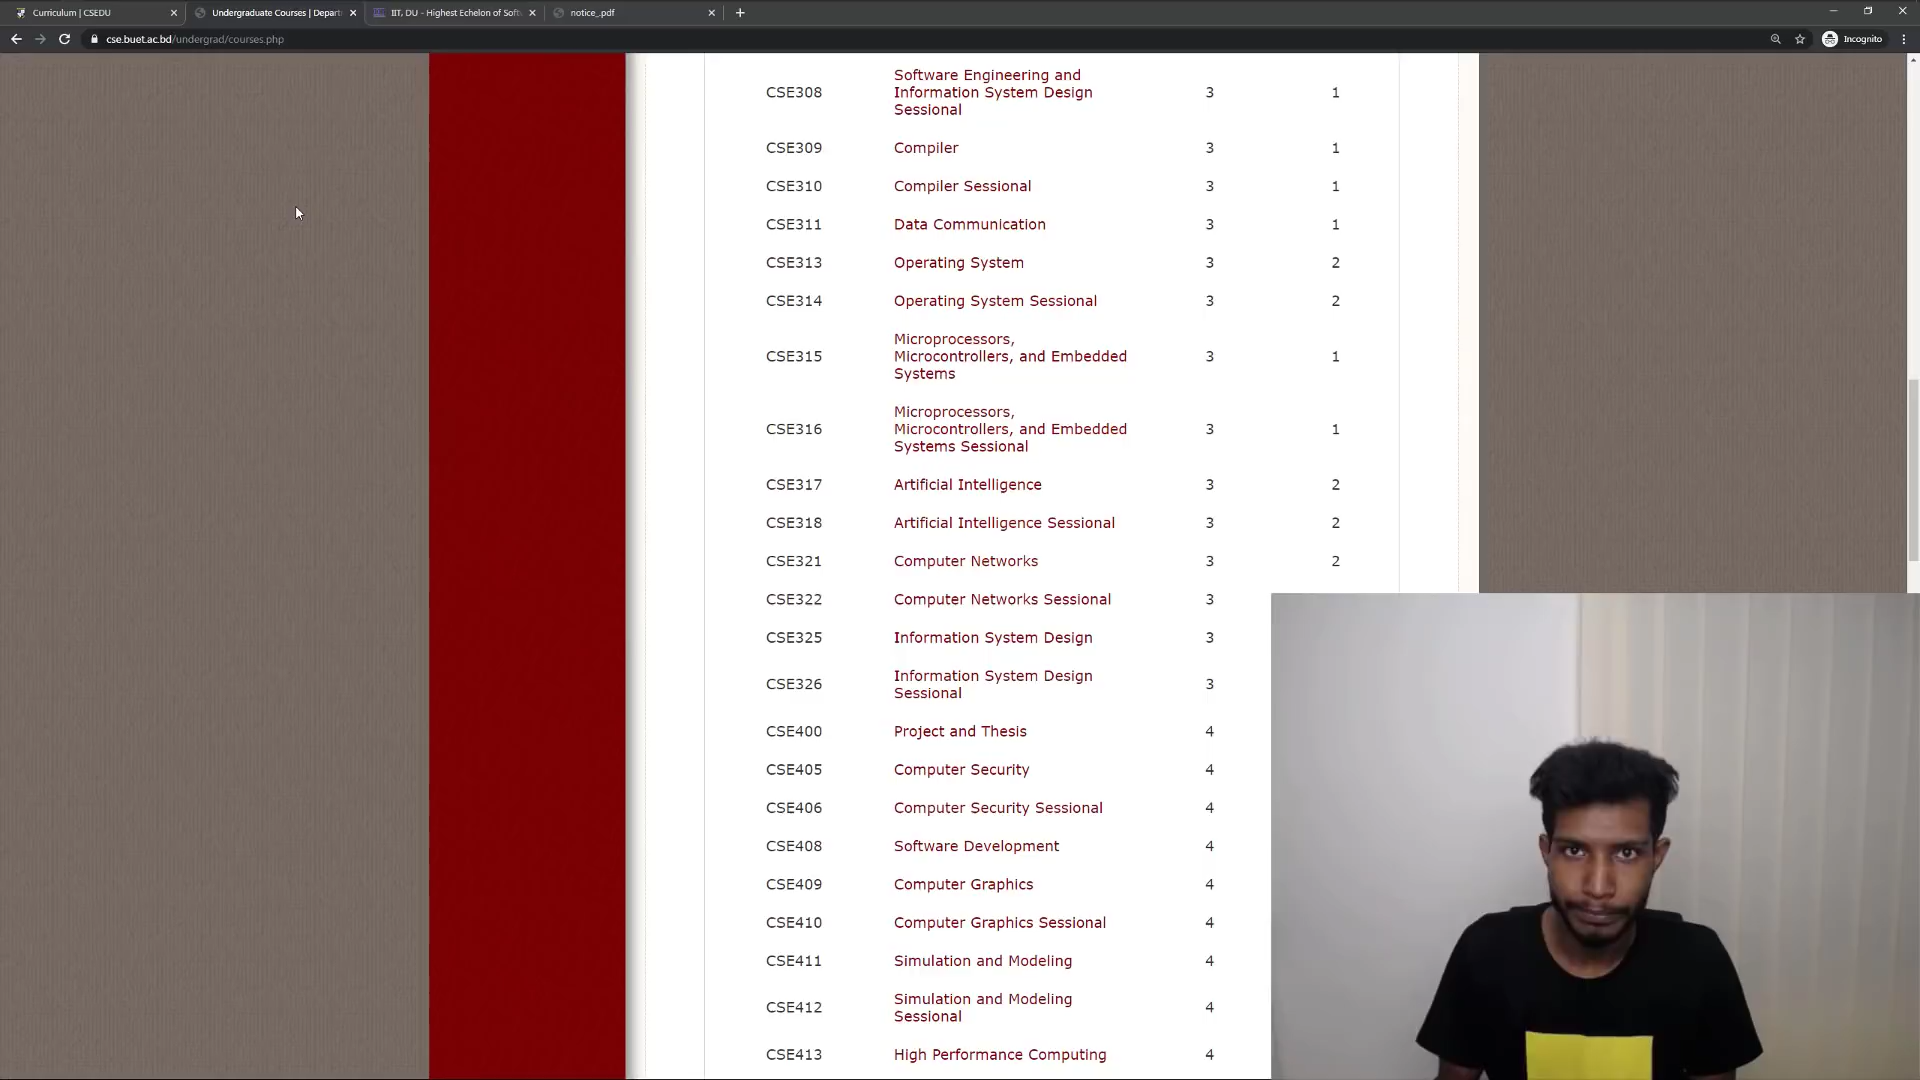 Curriculum | CSEDU
Undergraduate Courses | Depart
IIT, DU - Highest Echelon of Soft
notice_.pdf
cse.buet.ac.bd/undergrad/courses.php
Incognito
CSE308 Software Engineering and
Information System Design
Sessional 3 1
CSE309 Compiler 3 1
CSE310 Compiler Sessional 3 1
CSE311 Data Communication 3 1
CSE313 Operating System 3 2
CSE314 Operating System Sessional 3 2
CSE315 Microprocessors,
Microcontrollers, and Embedded
Systems 3 1
CSE316 Microprocessors,
Microcontrollers, and Embedded
Systems Sessional 3 1
CSE317 Artificial Intelligence 3 2
CSE318 Artificial Intelligence Sessional 3 2
CSE321 Computer Networks 3 2
CSE322 Computer Networks Sessional 3
CSE325 Information System Design 3
CSE326 Information System Design
Sessional 3
CSE400 Project and Thesis 4
CSE405 Computer Security 4
CSE406 Computer Security Sessional 4
CSE408 Software Development 4
CSE409 Computer Graphics 4
CSE410 Computer Graphics Sessional 4
CSE411 Simulation and Modeling 4
CSE412 Simulation and Modeling
Sessional 4
CSE413 High Performance Computing 4